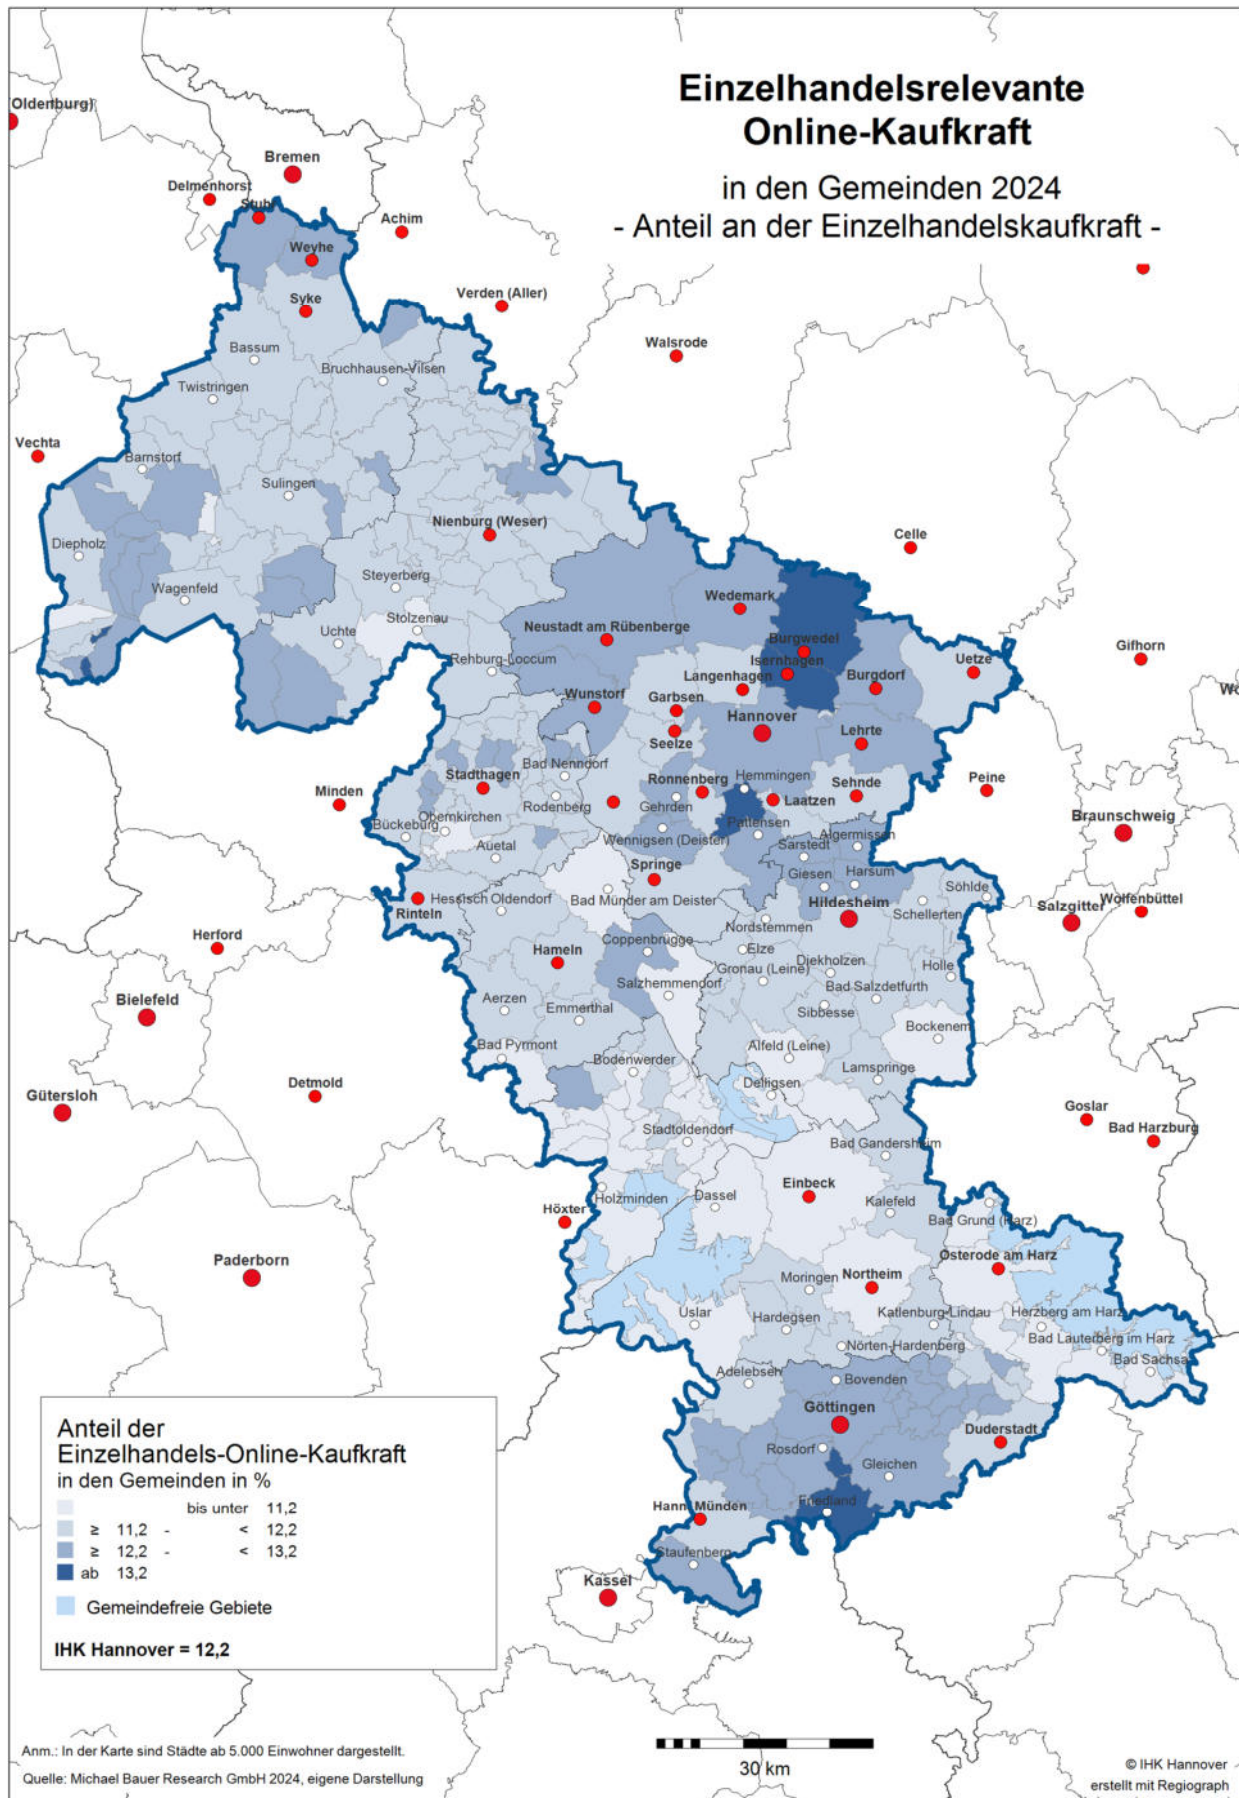 Einzelhandelsrelevante
Online-Kaufkraft
in den Gemeinden 2024
- Anteil an der Einzelhandelskaufkraft -
Oldenburg)
Bremen
Delmenhorst
Stuhr
Achim
Weyhe
Syke
Verden (Aller)
Walsrode
Bassum
Bruchhausen-Vilsen
Twistringen
Vechta
Barnstorf
Sulingen
Nienburg (Weser)
Celle
Diepholz
Wagenfeld
Steyerberg
Stolzenau
Uchte
Rehburg-Loccum
Wedemark
Neustadt am Rübenberge
Burgwedel
Isernhagen
Langenhagen
Burgdorf
Uetze
Gifhorn
Wunstorf
Garbsen
Hannover
Seelze
Lehrte
Bad Nenndorf
Stadthagen
Ronnenberg
Hemmingen
Sehnde
Peine
Minden
Rodenberg
Gehrden
Laatzen
Braunschweig
Bückeburg
Obernkirchen
Wennigsen (Deister)
Pattensen
Algermissen
Sarstedt
Auetal
Springe
Giesen
Harsum
Söhlde
Hessisch Oldendorf
Bad Münder am Deister
Rinteln
Hildesheim
Schellerten
Salzgitter
Wolfenbüttel
Nordstemmen
Herford
Hameln
Coppenbrügge
Elze
Gronau (Leine)
Diekholzen
Holle
Bielefeld
Salzhemmendorf
Bad Salzdetfurth
Aerzen
Emmerthal
Sibbesse
Bockenem
Bad Pyrmont
Bodenwerder
Alfeld (Leine)
Lamspringe
Gütersloh
Detmold
Delligsen
Goslar
Bad Harzburg
Stadtoldendorf
Bad Gandersheim
Holzminden
Dassel
Einbeck
Kalefeld
Höxter
Bad Grund (Harz)
Paderborn
Osterode am Harz
Moringen
Northeim
Uslar
Hardegsen
Katlenburg-Lindau
Herzberg am Harz
Bad Lauterberg im Harz
Nörten-Hardenberg
Bad Sachsa
Adelebsen
Bovenden
Göttingen
Duderstadt
Rosdorf
Gleichen
Hann. Münden
Friedland
Staufenberg
Kassel
Anteil der
Einzelhandels-Online-Kaufkraft
in den Gemeinden in %
bis unter 11,2
≥ 11,2 - < 12,2
≥ 12,2 - < 13,2
ab 13,2
Gemeindefreie Gebiete
IHK Hannover = 12,2
Anm.: In der Karte sind Städte ab 5.000 Einwohner dargestellt.
Quelle: Michael Bauer Research GmbH 2024, eigene Darstellung
30 km
© IHK Hannover
erstellt mit Regiograph